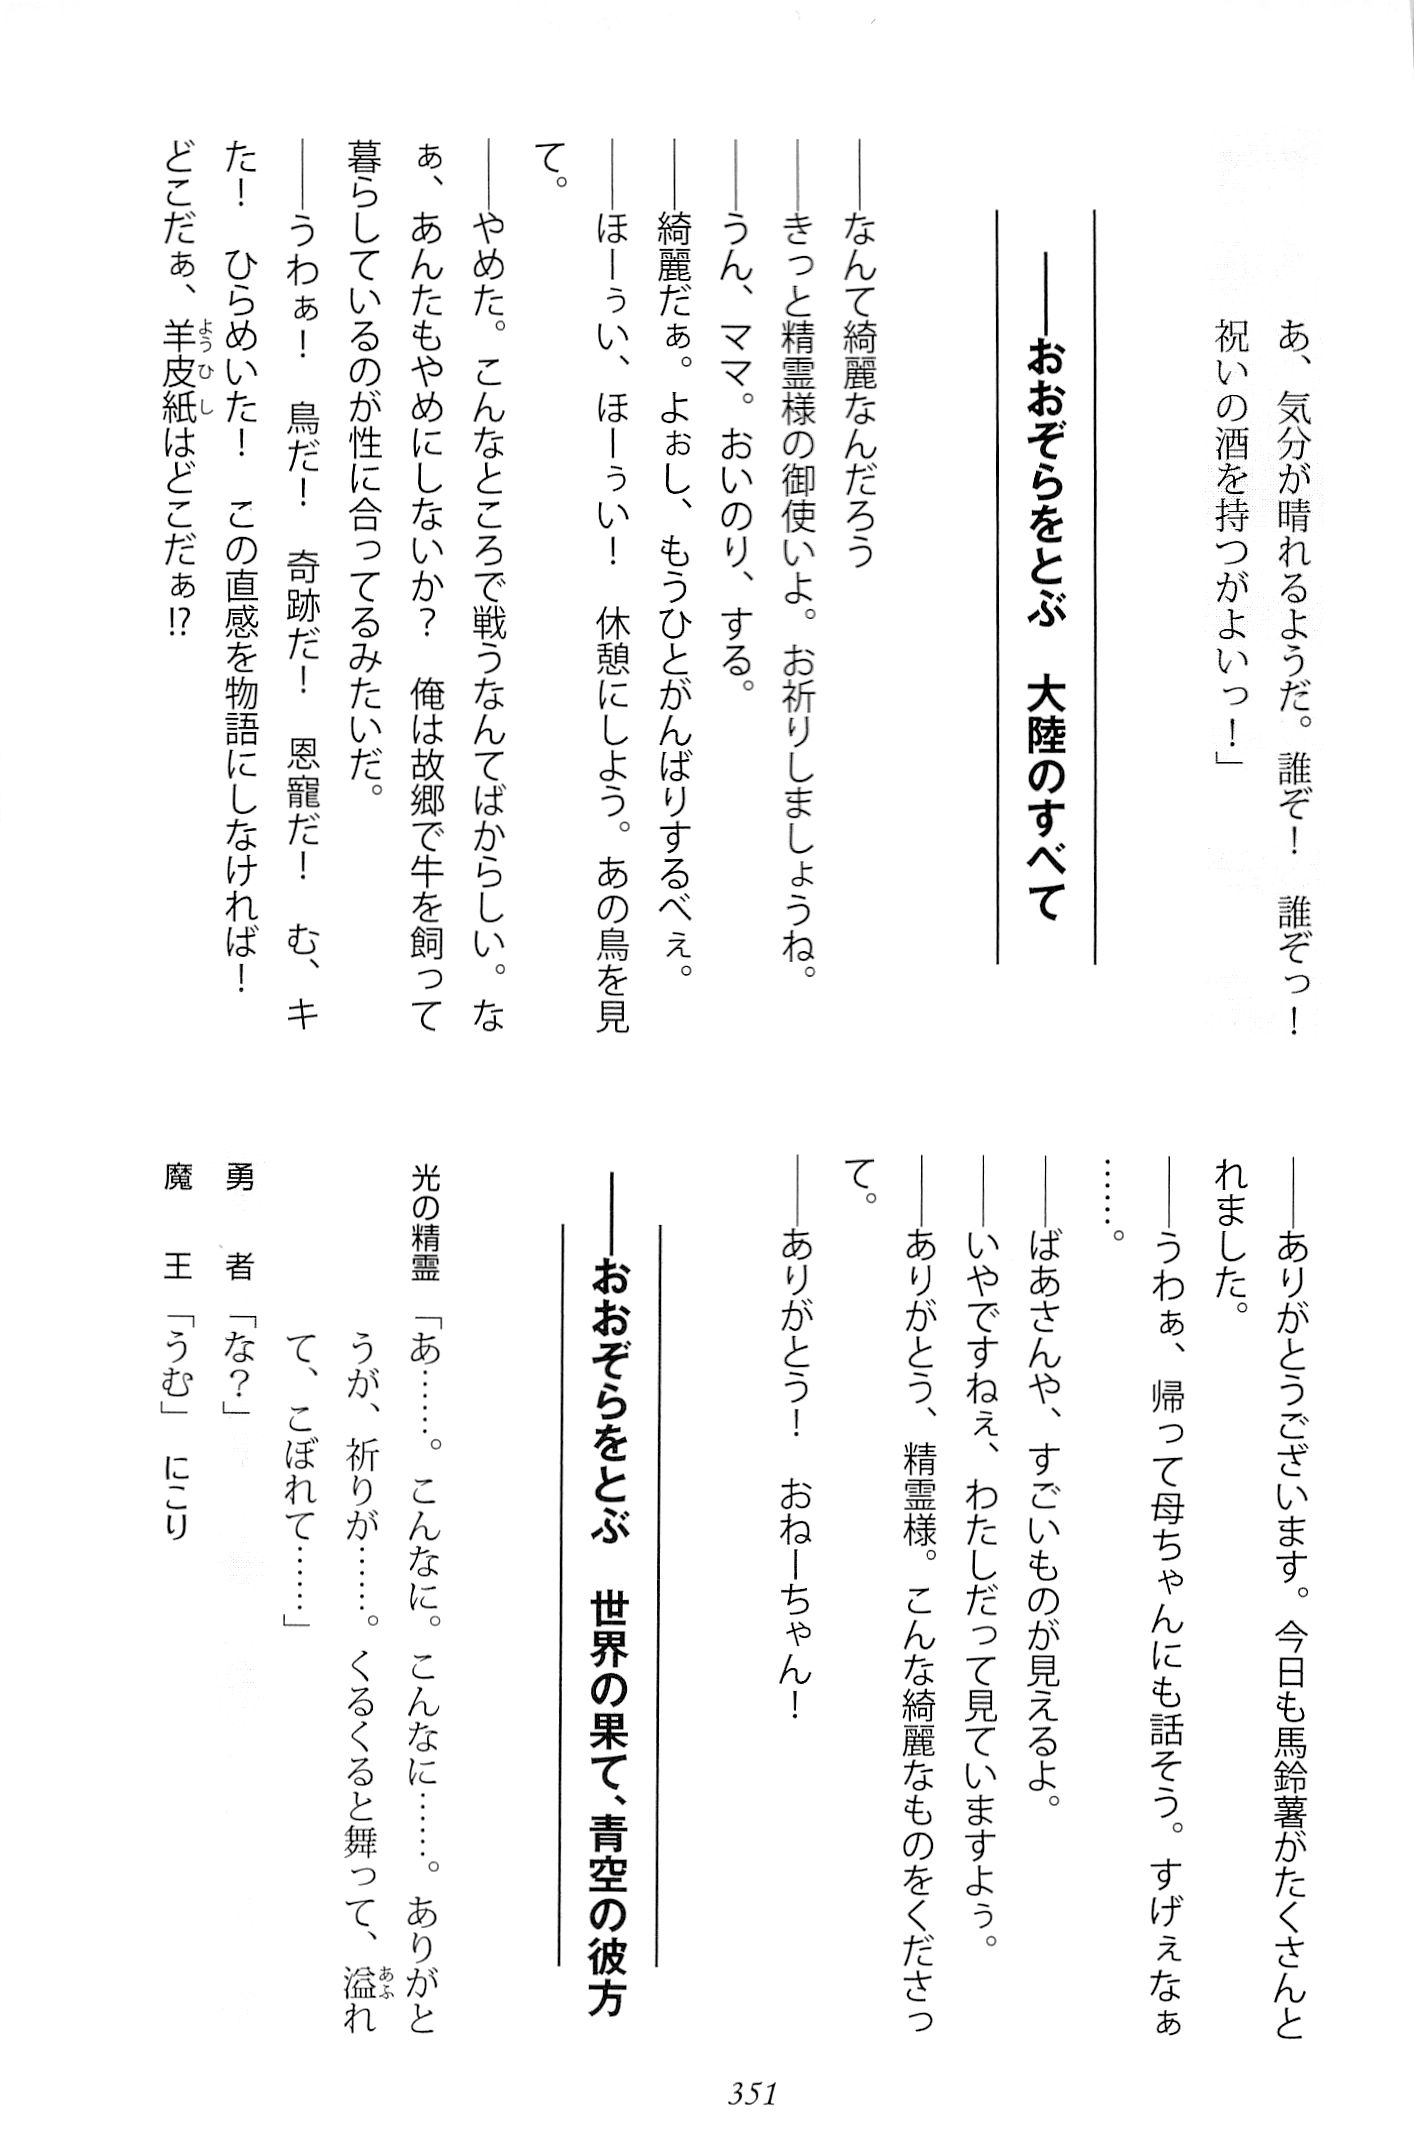 あ、気分が晴れるようだ。誰ぞ！　誰ぞっ！
祝いの酒を持つがよいっ！」
――おおぞらをとぶ　大陸のすべて
――なんて綺麗なんだろう
――きっと精霊様の御使いよ。お祈りしましょうね。
――うん、ママ。おいのり、する。
――綺麗だぁ。よぉし、もうひとがんばりするべぇ。
――ほーぅい、ほーぅい！　休憩にしよう。あの鳥を見
て。
――やめた。こんなところで戦うなんてばからしい。な
ぁ、あんたもやめにしないか？　俺は故郷で牛を飼って
暮らしているのが性に合ってるみたいだ。
――うわぁ！　鳥だ！　奇跡だ！　恩寵だ！　む、キ
た！　ひらめいた！　この直感を物語にしなければ！
どこだぁ、羊皮紙はどこだぁ!?
ようひし
――ありがとうございます。今日も馬鈴薯がたくさんと
れました。
――うわぁ、帰って母ちゃんにも話そう。すげぇなぁ
……。
――ばあさんや、すごいものが見えるよ。
――いやですねぇ、わたしだって見ていますよぅ。
――ありがとう、精霊様。こんな綺麗なものをくださっ
て。
――ありがとう！　おねーちゃん！
――おおぞらをとぶ　世界の果て、青空の彼方
光の精霊「あ……。こんなに。こんなに……。ありがと
うが、祈りが……。くるくると舞って、溢れ
あふ
て、こぼれて……」
勇　者「な？」
魔　王「うむ」にこり
351